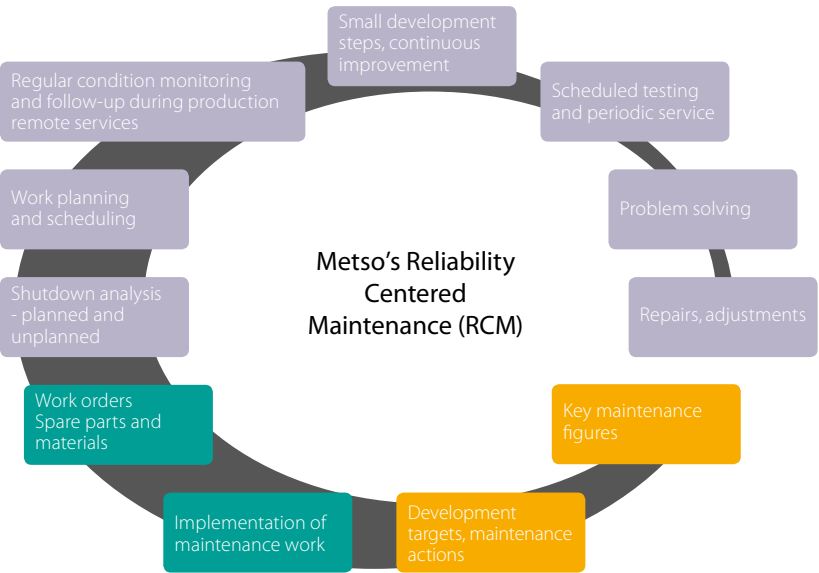 Small development
steps, continuous
improvement
Regular condition monitoring
and follow-up during production
remote services
Scheduled testing
and periodic service
Work planning
and scheduling
Problem solving
Metso’s Reliability
Centered
Maintenance (RCM)
Shutdown analysis
- planned and
unplanned
Repairs, adjustments
Work orders
Spare parts and
materials
Key maintenance
figures
Implementation of
maintenance work
Development
targets, maintenance
actions